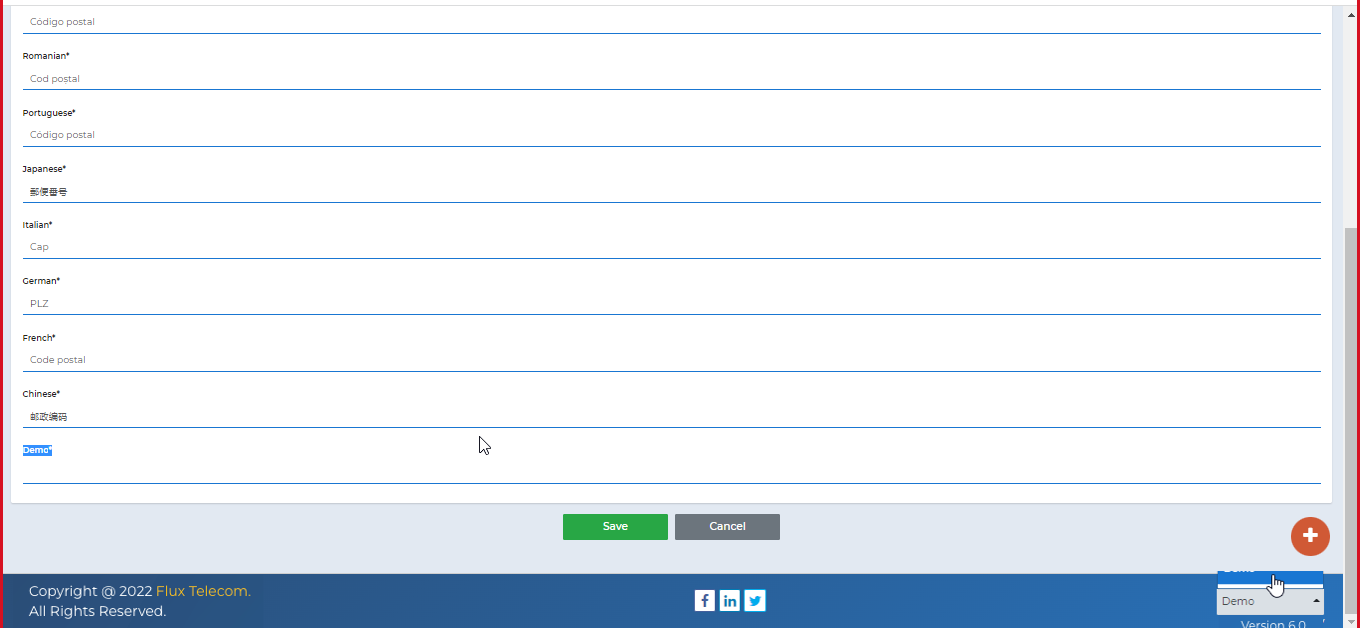 Código postal
Romanian*
Cod postal
Portuguese*
Código postal
Japanese*
郵便番号
Italian*
Cap
German*
PLZ
French*
Code postal
Chinese*
邮政编码
Demo*
Save
Cancel
Copyright @ 2022 Flux Telecom.
All Rights Reserved.
Demo
Demo
Version 6.0